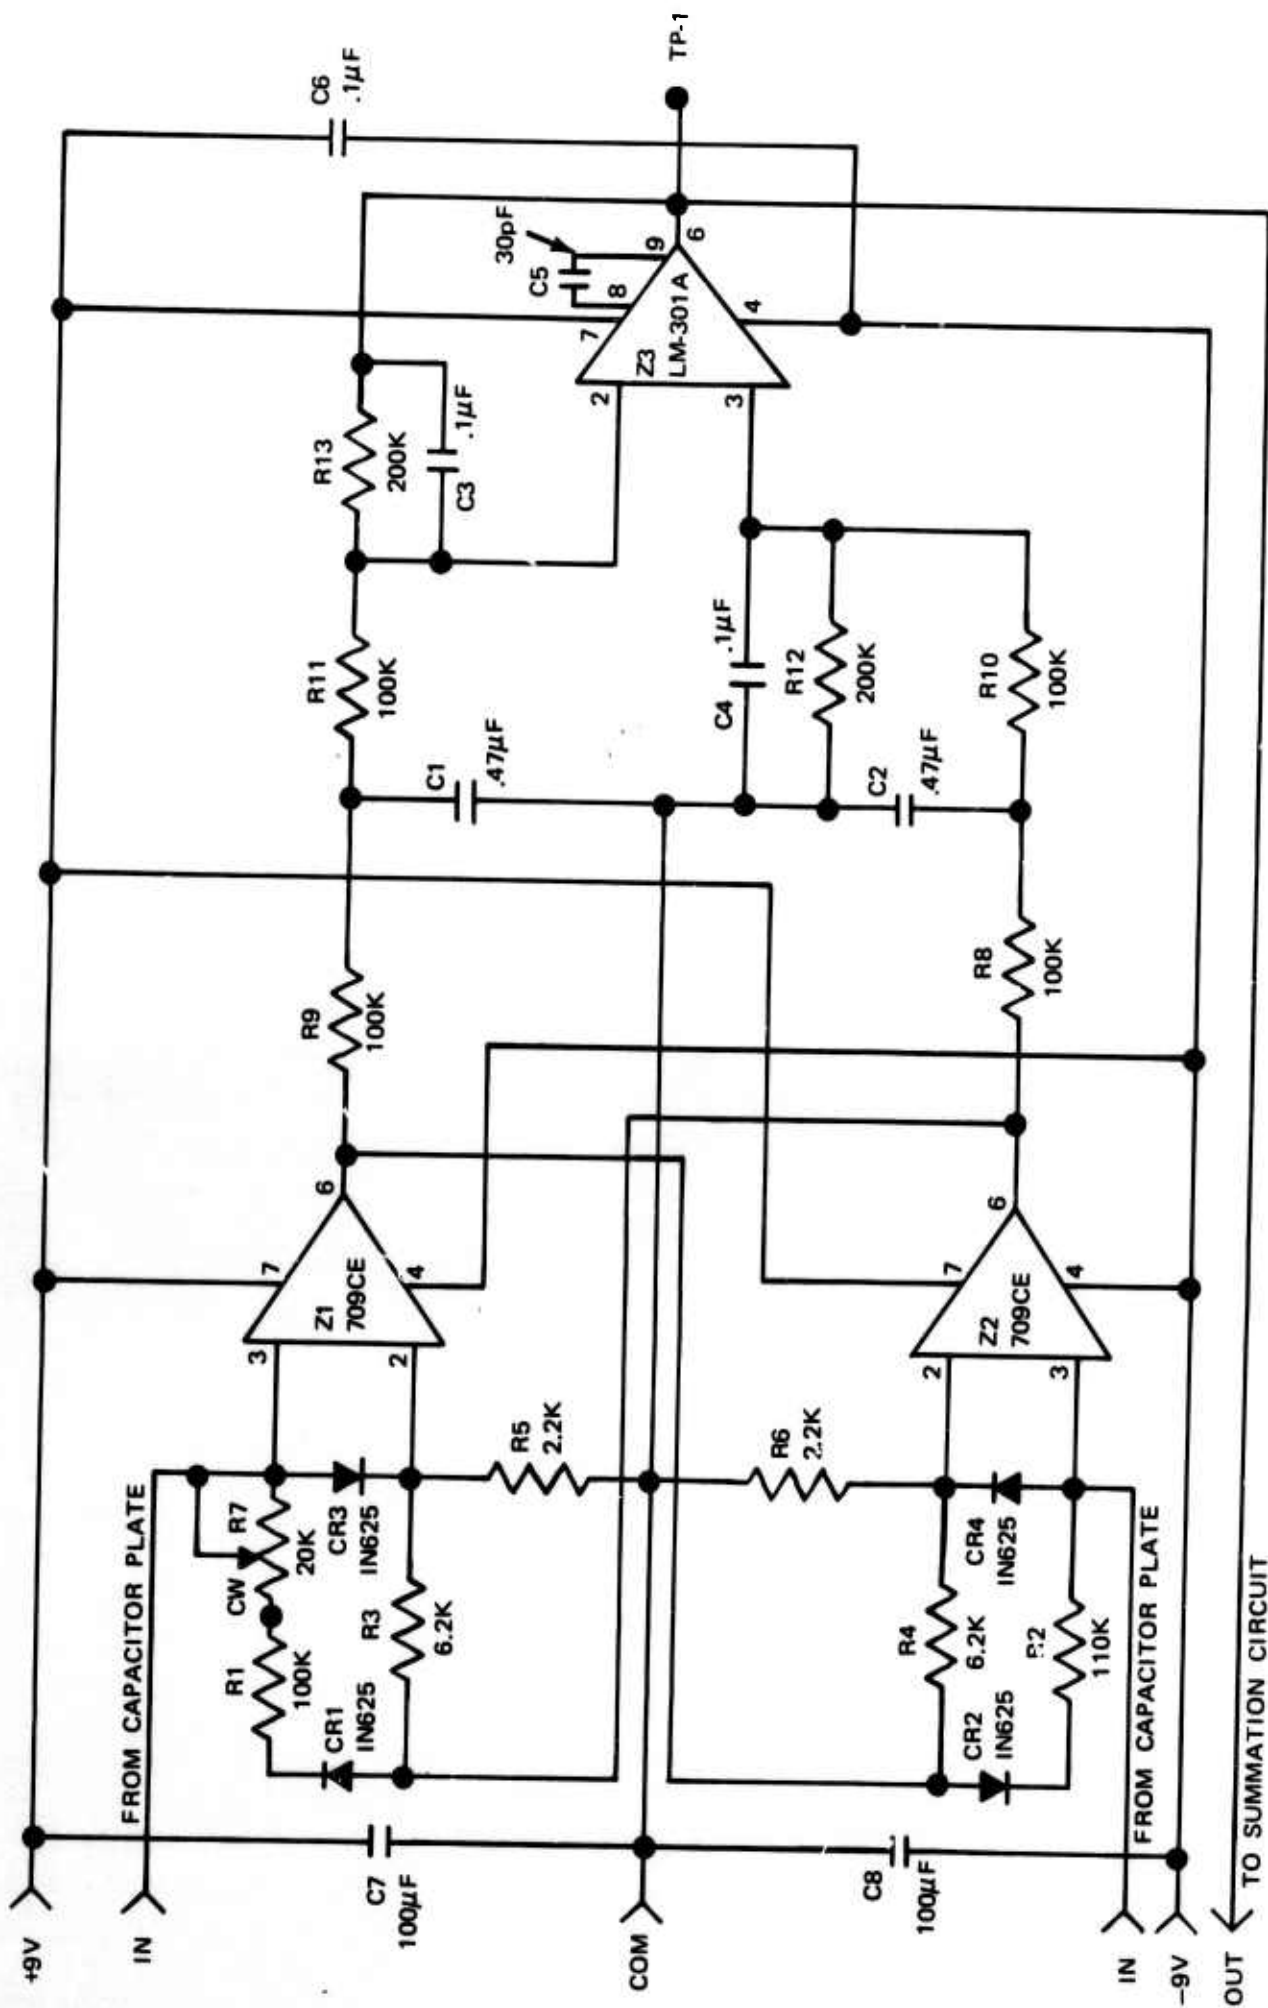 +9V
IN
FROM CAPACITOR PLATE
C7
100µF
COM
C8
100µF
IN
FROM CAPACITOR PLATE
-9V
OUT
TO SUMMATION CIRCUIT
R1
100K
CW
R7
20K
CR1
IN625
CR3
IN625
R3
6.2K
R5
2.2K
R6
2.2K
R4
6.2K
CR4
IN625
CR2
IN625
110K
3
2
Z1
709CE
7
4
6
2
3
Z2
709CE
7
4
6
R9
100K
R8
100K
C1
.47µF
C2
.47µF
R11
100K
C4
.1µF
R12
200K
R10
100K
R13
200K
C3
.1µF
2
3
Z3
LM-301A
7
8
9
6
4
C5
30pF
C6
.1µF
TP-1